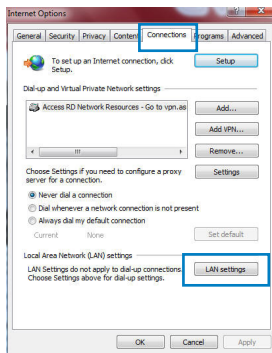 Internet Options
General Security Privacy Content Connections Programs Advanced
To set up an Internet connection, click Setup.
Setup
Dial-up and Virtual Private Network settings
Access RD Network Resources - Go to vpn.as
Add...
Add VPN...
Remove...
Choose Settings if you need to configure a proxy server for a connection.
Settings
Never dial a connection
Dial whenever a network connection is not present
Always dial my default connection
Current None
Set default
Local Area Network (LAN) settings
LAN Settings do not apply to dial-up connections. Choose Settings above for dial-up settings.
LAN settings
OK Cancel Apply